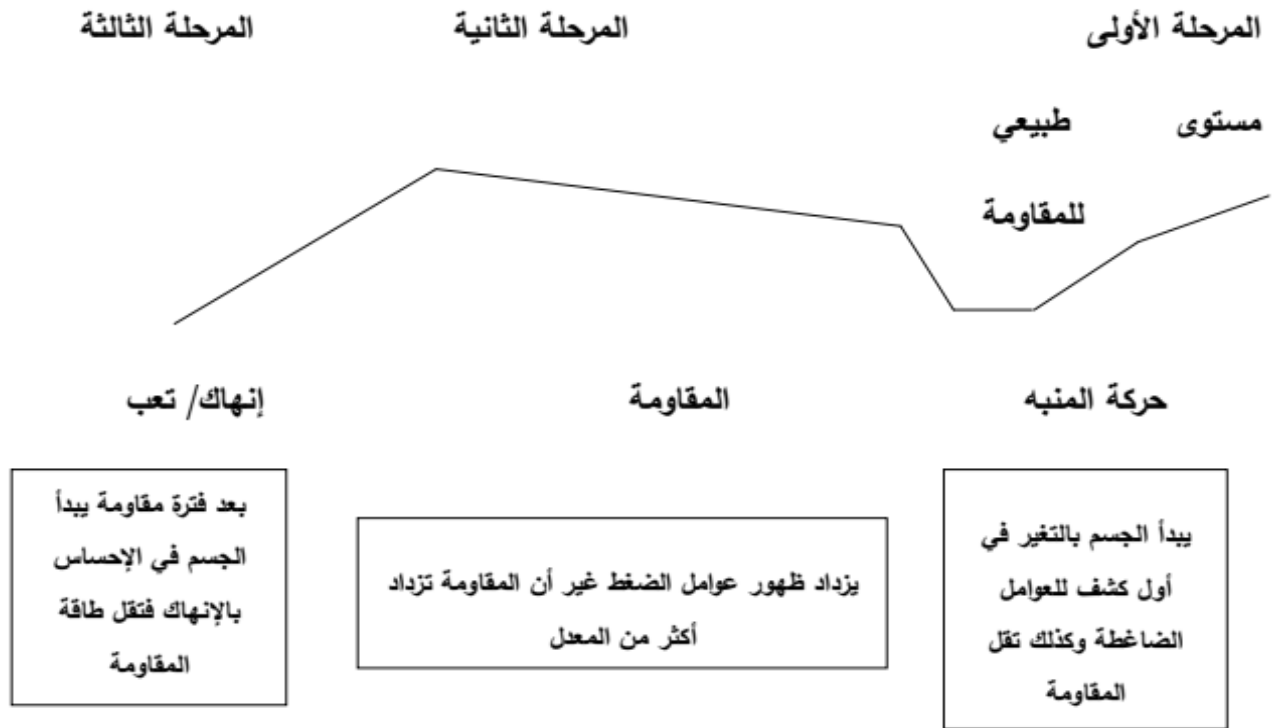 المرحلة الأولى
المرحلة الثانية
المرحلة الثالثة
مستوى طبيعي
للمقاومة
حركة المنبه
المقاومة
إنهاك/ تعب
يبدأ الجسم بالتغير في
أول كشف للعوامل
الضاغطة وكذلك تقل
المقاومة
يزداد ظهور عوامل الضغط غير أن المقاومة تزداد
أكثر من المعدل
بعد فترة مقاومة يبدأ
الجسم في الإحساس
بالإنهاك فتقل طاقة
المقاومة